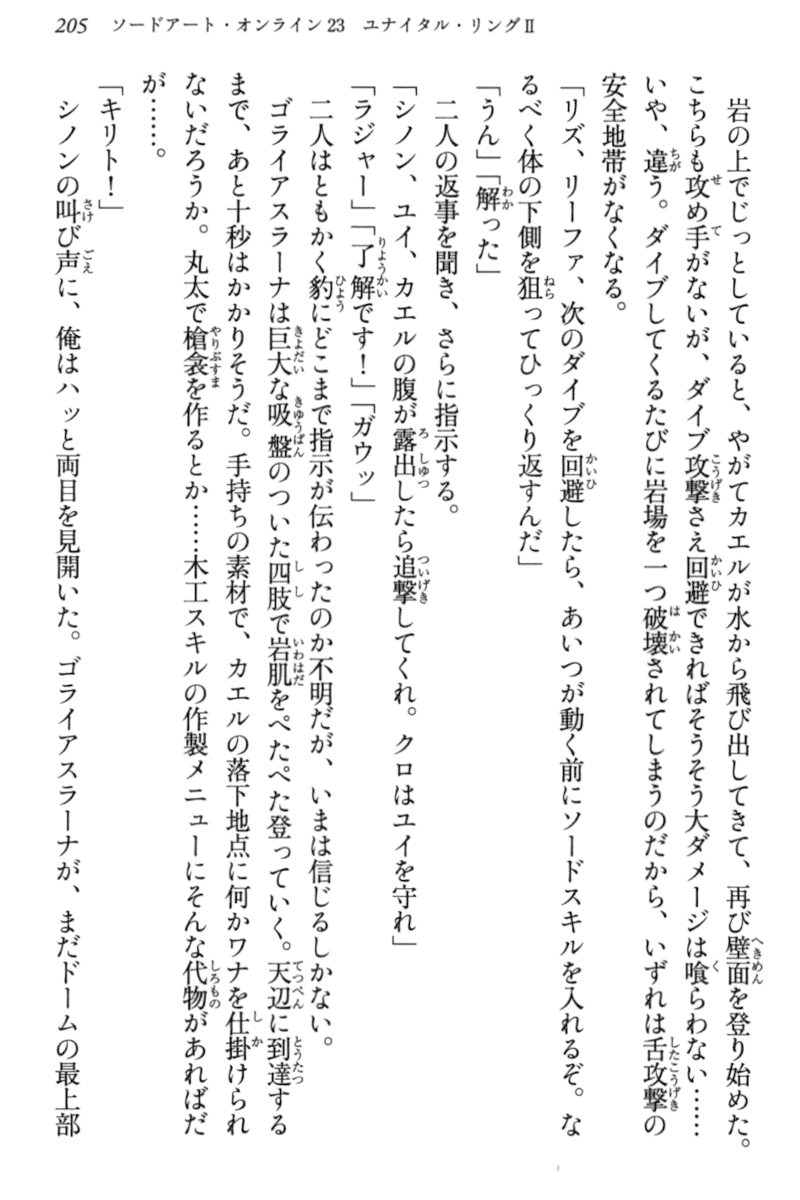 205 ソードアート・オンライン23 ユナイタル・リングⅡ
岩の上でじっとしていると、やがてカエルが水から飛び出してきて、再び壁面を登り始めた。
こちらも攻め手がないが、ダイブ攻撃さえ回避できればそうそう大ダメージは喰らわない……
いや、違う。ダイブしてくるたびに岩場を一つ破壊されてしまうのだから、いずれは舌攻撃の
安全地帯がなくなる。
「リズ、リーファ、次のダイブを回避したら、あいつが動く前にソードスキルを入れるぞ。な
るべく体の下側を狙ってひっくり返すんだ」
「うん」「解った」
二人の返事を聞き、さらに指示する。
「シノン、ユイ、カエルの腹が露出したら追撃してくれ。クロはユイを守れ」
「ラジャー」「了解です！」「ガウッ」
二人はともかく豹にどこまで指示が伝わったのか不明だが、いまは信じるしかない。
ゴライアスラーナは巨大な吸盤のついた四肢で岩肌をぺたぺた登っていく。天辺に到達する
まで、あと十秒はかかりそうだ。手持ちの素材で、カエルの落下地点に何かワナを仕掛けられ
ないだろうか。丸太で槍衾を作るとか……木工スキルの作製メニューにそんな代物があればだ
が……。
「キリト！」
シノンの叫び声に、俺はハッと両目を見開いた。ゴライアスラーナが、まだドームの最上部